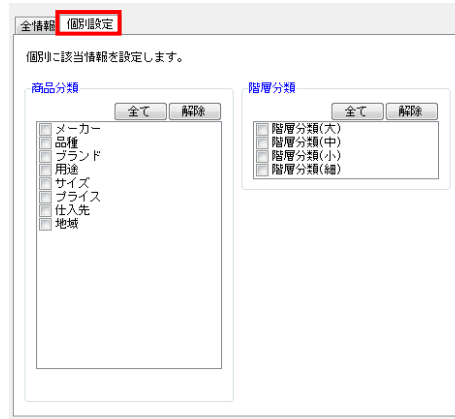 全情報 個別設定
個別に該当情報を設定します。
商品分類
全て 解除
メーカー
品種
ブランド
用途
サイズ
プライス
仕入先
地域
階層分類
全て 解除
階層分類(大)
階層分類(中)
階層分類(小)
階層分類(細)